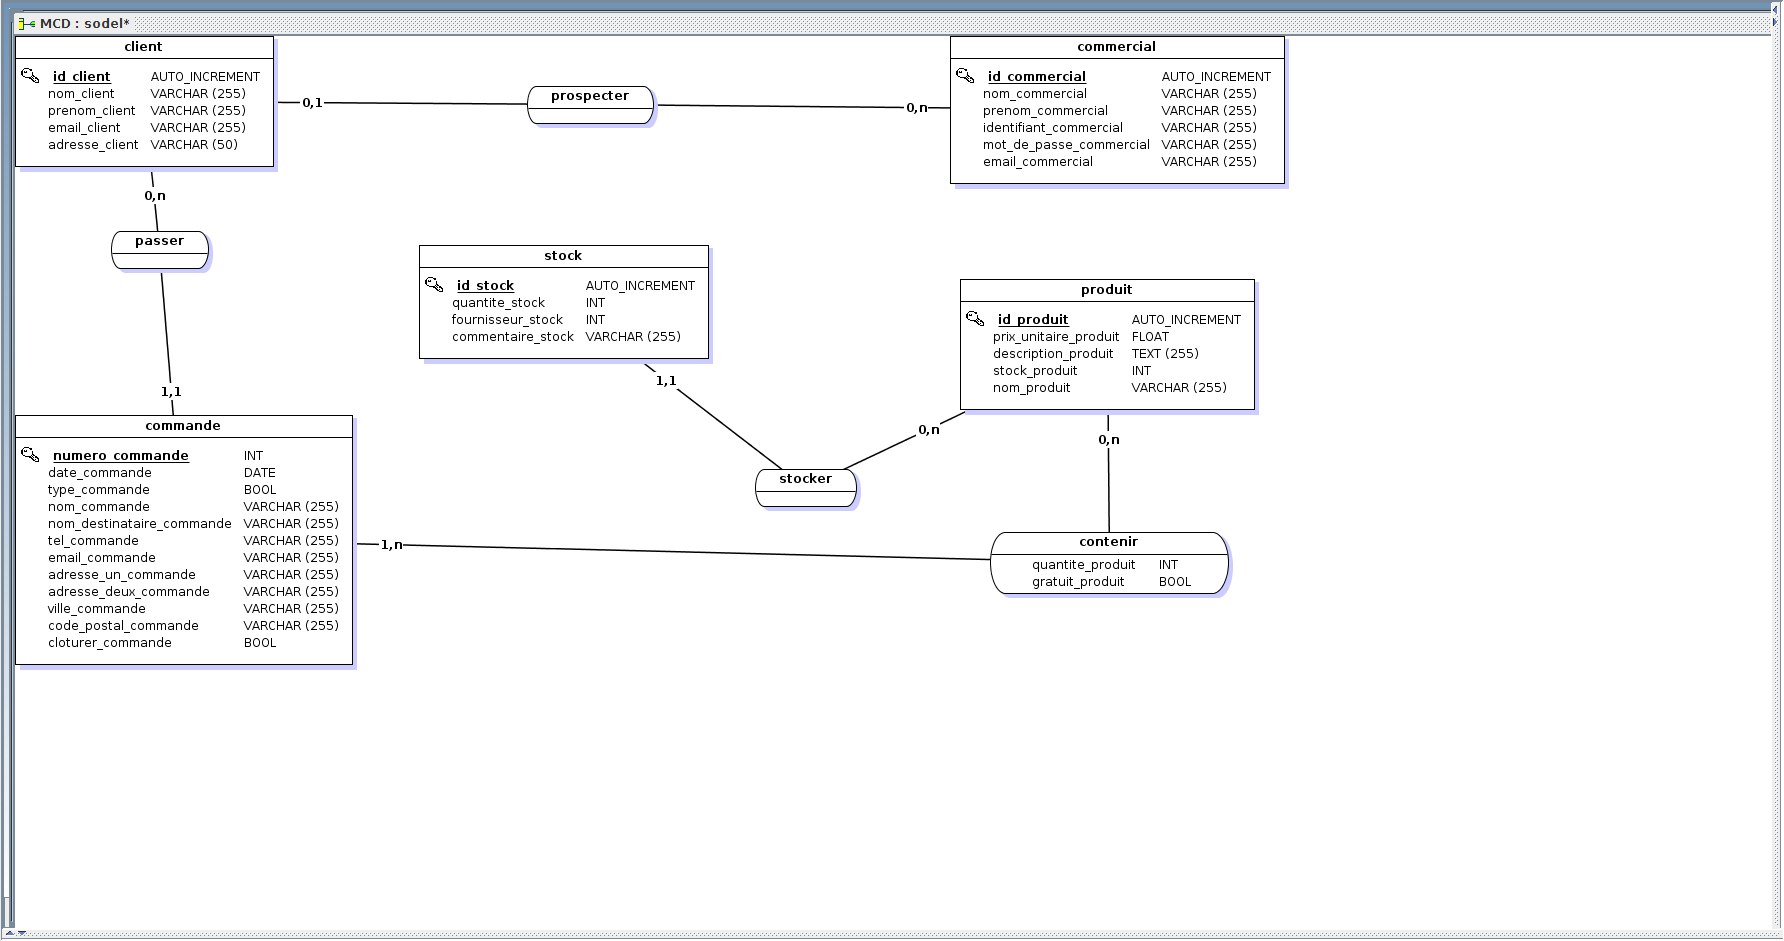 MCD : sodel*
client
id_client AUTO_INCREMENT
nom_client VARCHAR (255)
prenom_client VARCHAR (255)
email_client VARCHAR (255)
adresse_client VARCHAR (50)
0,1
prospecter
0,n
commercial
id_commercial AUTO_INCREMENT
nom_commercial VARCHAR (255)
prenom_commercial VARCHAR (255)
identifiant_commercial VARCHAR (255)
mot_de_passe_commercial VARCHAR (255)
email_commercial VARCHAR (255)
0,n
passer
1,1
stock
id_stock AUTO_INCREMENT
quantite_stock INT
fournisseur_stock INT
commentaire_stock VARCHAR (255)
1,1
produit
id_produit AUTO_INCREMENT
prix_unitaire_produit FLOAT
description_produit TEXT (255)
stock_produit INT
nom_produit VARCHAR (255)
0,n
0,n
stocker
commande
numero_commande INT
date_commande DATE
type_commande BOOL
nom_commande VARCHAR (255)
nom_destinataire_commande VARCHAR (255)
tel_commande VARCHAR (255)
email_commande VARCHAR (255)
adresse_un_commande VARCHAR (255)
adresse_deux_commande VARCHAR (255)
ville_commande VARCHAR (255)
code_postal_commande VARCHAR (255)
cloturer_commande BOOL
1,n
contenir
quantite_produit INT
gratuit_produit BOOL